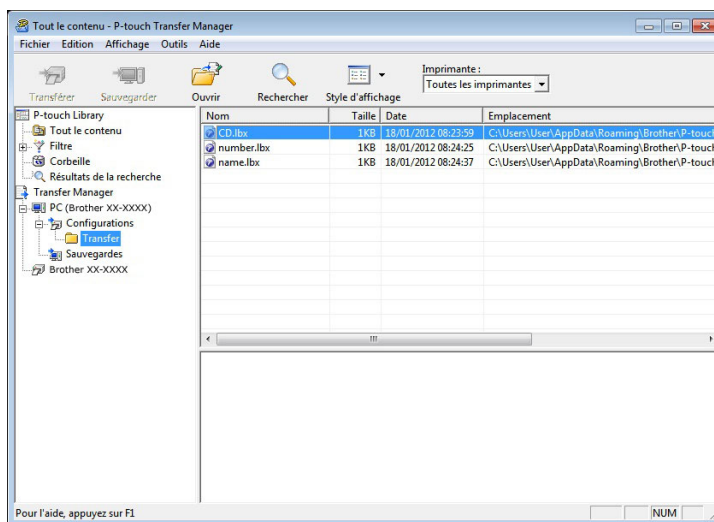 Tout le contenu - P-touch Transfer Manager
Fichier Edition Affichage Outils Aide
Transférer Sauvegarder Ouvrir Rechercher Style d'affichage
Imprimante :
Toutes les imprimantes
P-touch Library
Tout le contenu
Filtre
Corbeille
Résultats de la recherche
Transfer Manager
PC (Brother XX-XXXX)
Configurations
Transfer
Sauvegardes
Brother XX-XXXX
Nom Taille Date Emplacement
CD.lbx 1KB 18/01/2012 08:23:59 C:\Users\User\AppData\Roaming\Brother\P-touc
number.lbx 1KB 18/01/2012 08:24:25 C:\Users\User\AppData\Roaming\Brother\P-touc
name.lbx 1KB 18/01/2012 08:24:37 C:\Users\User\AppData\Roaming\Brother\P-touc
Pour l'aide, appuyez sur F1
NUM